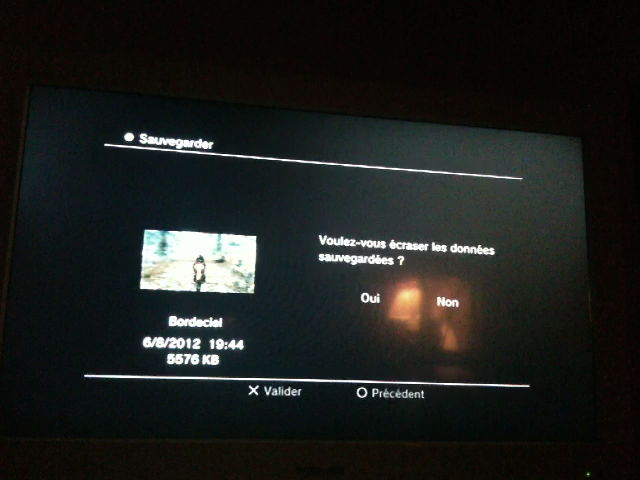 Sauvegarder
Voulez-vous écraser les données
sauvegardées ?
Oui Non
Bordeciel
6/8/2012 19:44
5576 KB
X Valider O Précédent